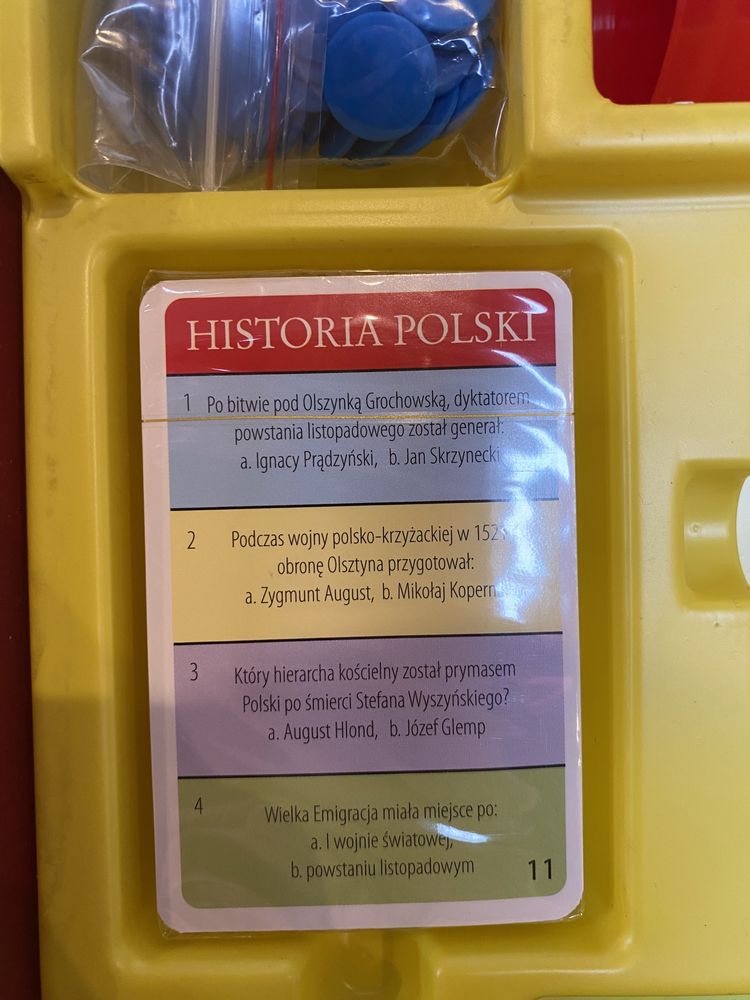 HISTORIA POLSKI
1 Po bitwie pod Olszynką Grochowską, dyktatorem
powstania listopadowego został generał:
a. Ignacy Prądzyński, b. Jan Skrzynecki
2 Podczas wojny polsko-krzyżackiej w
obronę Olsztyna przygotował:
a. Zygmunt August, b. Mikołaj
3 Który hierarcha kościelny został prymasem
Polski po śmierci Stefana Wyszyńskiego?
a. August Hlond, b. Józef Glemp
4 Wielka Emigracja miała miejsce po:
a. I wojnie światowej,
b. powstaniu listopadowym
11